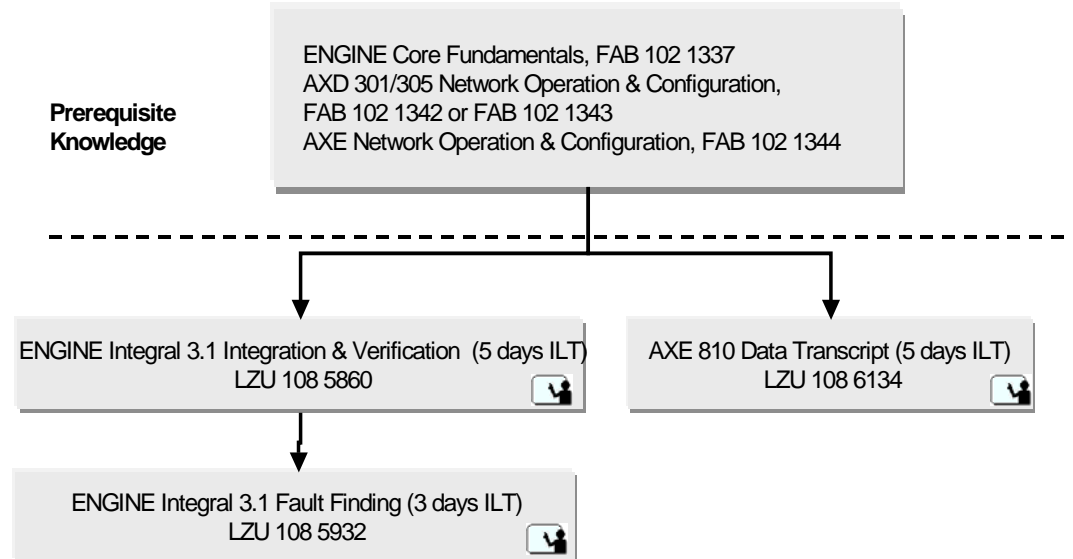 ENGINE Core Fundamentals, FAB 102 1337
AXD 301/305 Network Operation & Configuration,
FAB 102 1342 or FAB 102 1343
AXE Network Operation & Configuration, FAB 102 1344
Prerequisite
Knowledge
ENGINE Integral 3.1 Integration & Verification (5 days ILT)
LZU 108 5860
AXE 810 Data Transcript (5 days ILT)
LZU 108 6134
ENGINE Integral 3.1 Fault Finding (3 days ILT)
LZU 108 5932